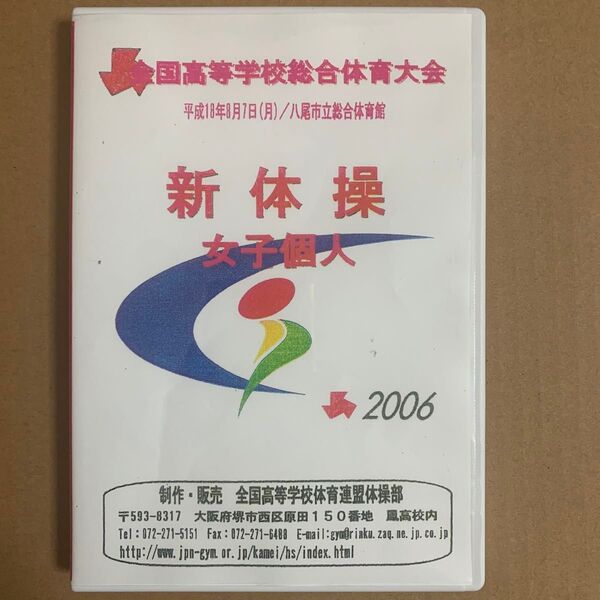 全国高等学校総合体育大会
平成18年8月7日(月)/八尾市立総合体育館
新体操
女子個人
2006
制作・販売 全国高等学校体育連盟体操部
〒593-8317 大阪府堺市西区原田150番地 鳳高校内
Tel:072-271-5151 Fax:072-271-6488 E-mail:gym@rinku.zaq.ne.jp.co.jp
http://www.jpn-gym.or.jp/kamei/hs/index.html